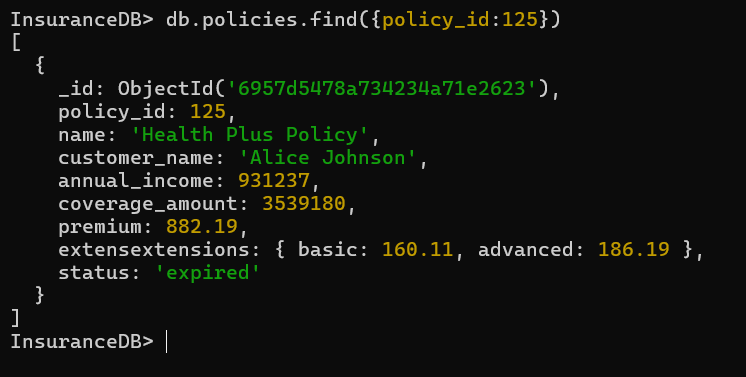 InsuranceDB> db.policies.find({policy_id:125})
[
  {
    _id: ObjectId('6957d5478a734234a71e2623'),
    policy_id: 125,
    name: 'Health Plus Policy',
    customer_name: 'Alice Johnson',
    annual_income: 931237,
    coverage_amount: 3539180,
    premium: 882.19,
    extensextensions: { basic: 160.11, advanced: 186.19 },
    status: 'expired'
  }
]
InsuranceDB>